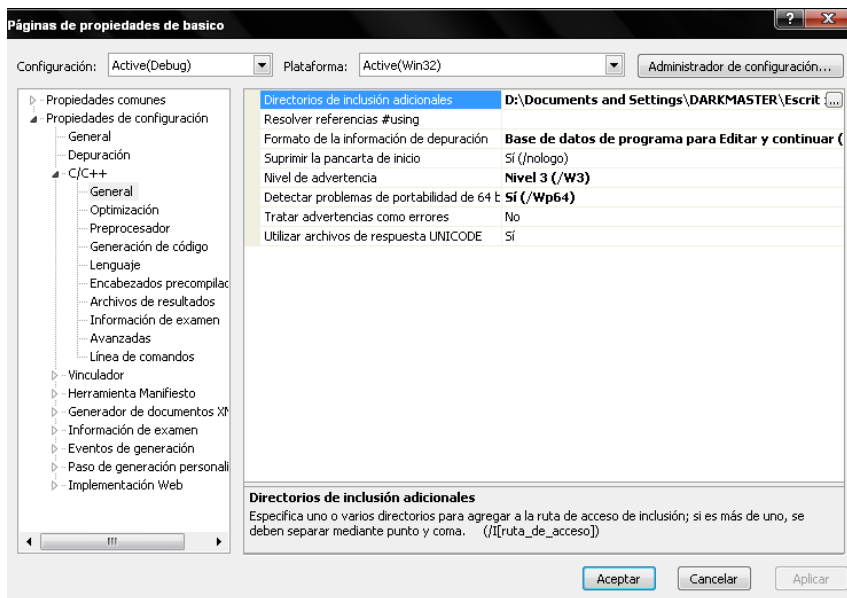 Páginas de propiedades de basico
Configuración: Active(Debug) Plataforma: Active(Win32) Administrador de configuración...
Propiedades comunes
Propiedades de configuración
General
Depuración
C/C++
General
Optimización
Preprocesador
Generación de código
Lenguaje
Encabezados precompilac
Archivos de resultados
Información de examen
Avanzadas
Línea de comandos
Vinculador
Herramienta Manifiesto
Generador de documentos XM
Información de examen
Eventos de generación
Paso de generación personali
Implementación Web
Directorios de inclusión adicionales D:\Documents and Settings\DARKMASTER\Escrit ...
Resolver referencias #using
Formato de la información de depuración Base de datos de programa para Editar y continuar (
Suprimir la pancarta de inicio Sí (/nologo)
Nivel de advertencia Nivel 3 (/W3)
Detectar problemas de portabilidad de 64 b Sí (/Wp64)
Tratar advertencias como errores No
Utilizar archivos de respuesta UNICODE Sí
Directorios de inclusión adicionales
Especifica uno o varios directorios para agregar a la ruta de acceso de inclusión; si es más de uno, se
deben separar mediante punto y coma. (/I[ruta_de_acceso])
Aceptar Cancelar Aplicar